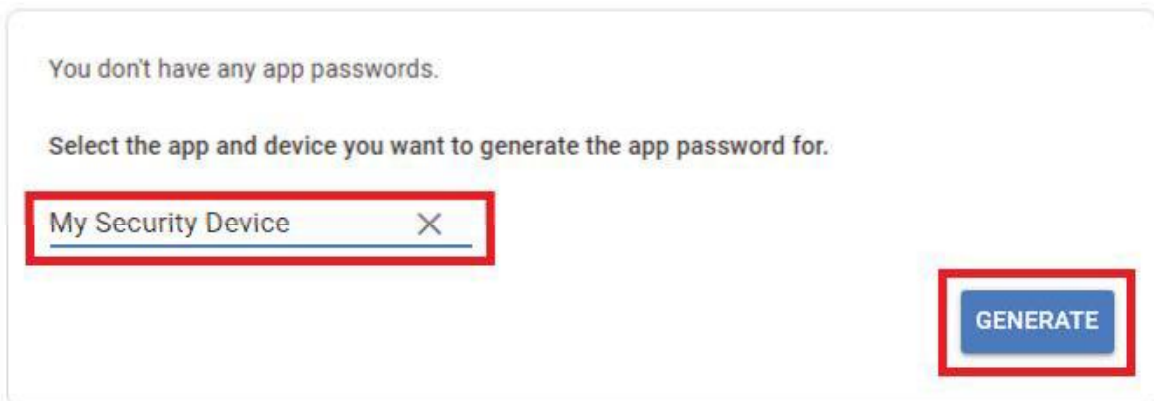 You don't have any app passwords.
Select the app and device you want to generate the app password for.
My Security Device
GENERATE